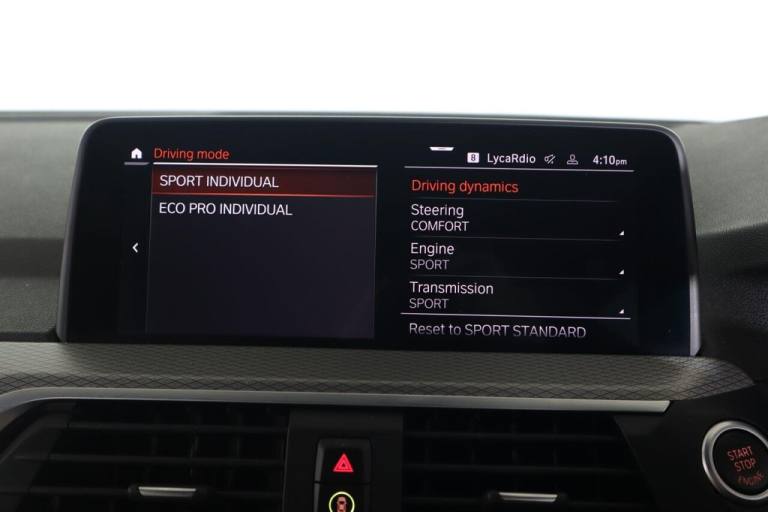 Driving mode
SPORT INDIVIDUAL
ECO PRO INDIVIDUAL
8 LycaRdio 4:10pm
Driving dynamics
Steering
COMFORT
Engine
SPORT
Transmission
SPORT
Reset to SPORT STANDARD
START
STOP
ENGINE